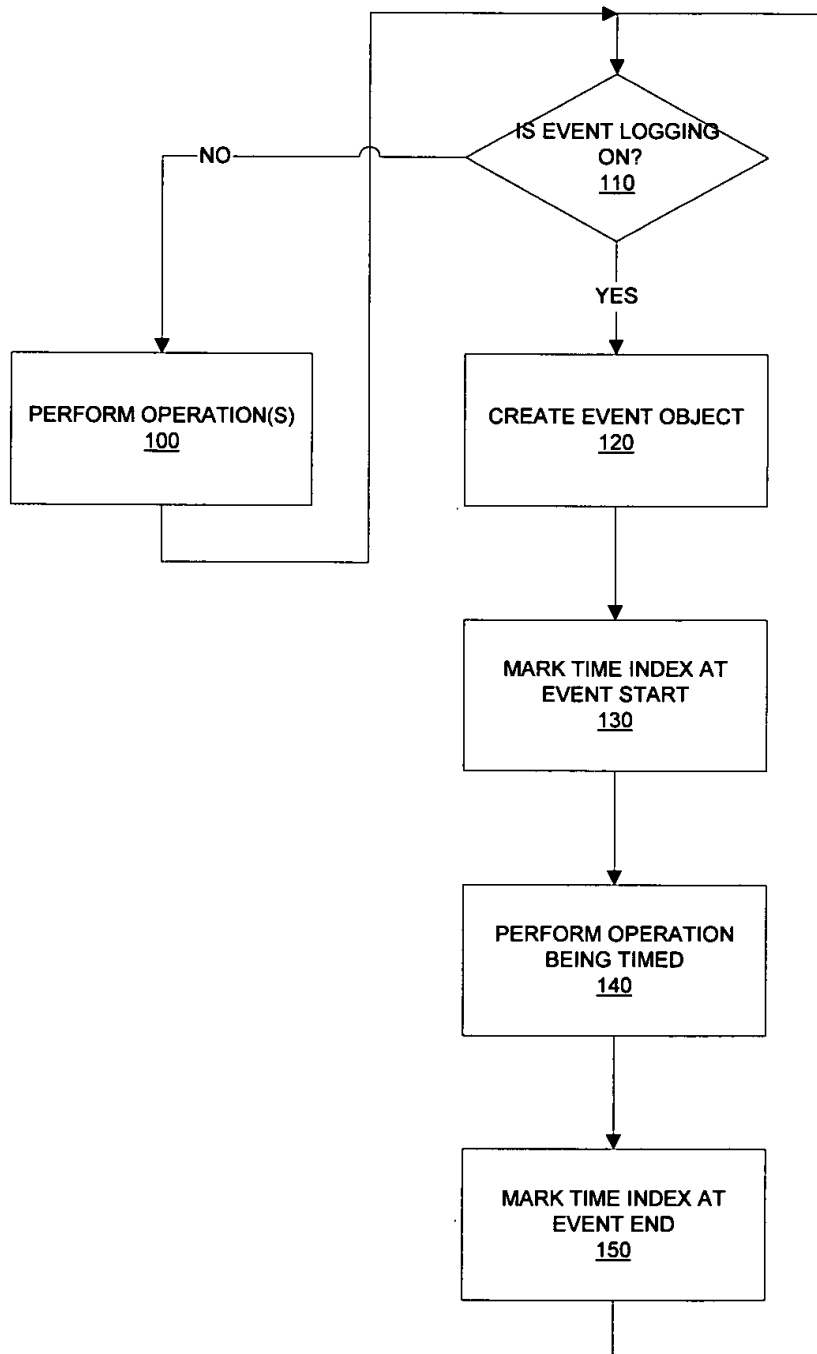 IS EVENT LOGGING
ON?
110
NO
YES
PERFORM OPERATION(S)
100
CREATE EVENT OBJECT
120
MARK TIME INDEX AT
EVENT START
130
PERFORM OPERATION
BEING TIMED
140
MARK TIME INDEX AT
EVENT END
150